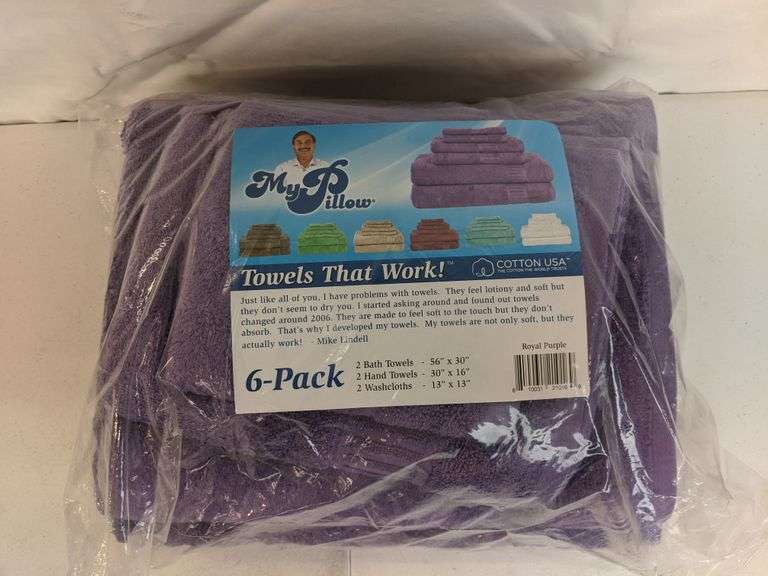 My Pillow®
Towels That Work!™
COTTON USA™
THE COTTON THE WORLD TRUSTS
Just like all of you, I have problems with towels. They feel lotiony and soft but
they don't seem to dry you. I started asking around and found out towels
changed around 2006. They are made to feel soft to the touch but they don't
absorb. That's why I developed my towels. My towels are not only soft, but they
actually work! - Mike Lindell
Royal Purple
6-Pack
2 Bath Towels - 56" x 30"
2 Hand Towels - 30" x 16"
2 Washcloths - 13" x 13"